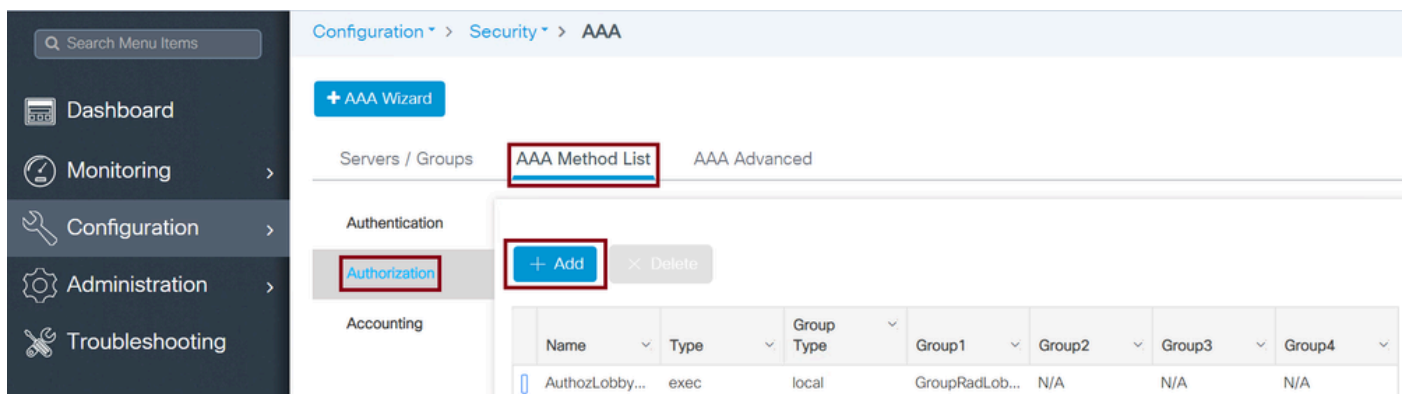 Search Menu Items
Dashboard
Monitoring
Configuration
Administration
Troubleshooting
Configuration > Security > AAA
+ AAA Wizard
Servers / Groups AAA Method List AAA Advanced
Authentication
Authorization
Accounting
+ Add × Delete
Name Type Group Type Group1 Group2 Group3 Group4
AuthozLobby... exec local GroupRadLob... N/A N/A N/A